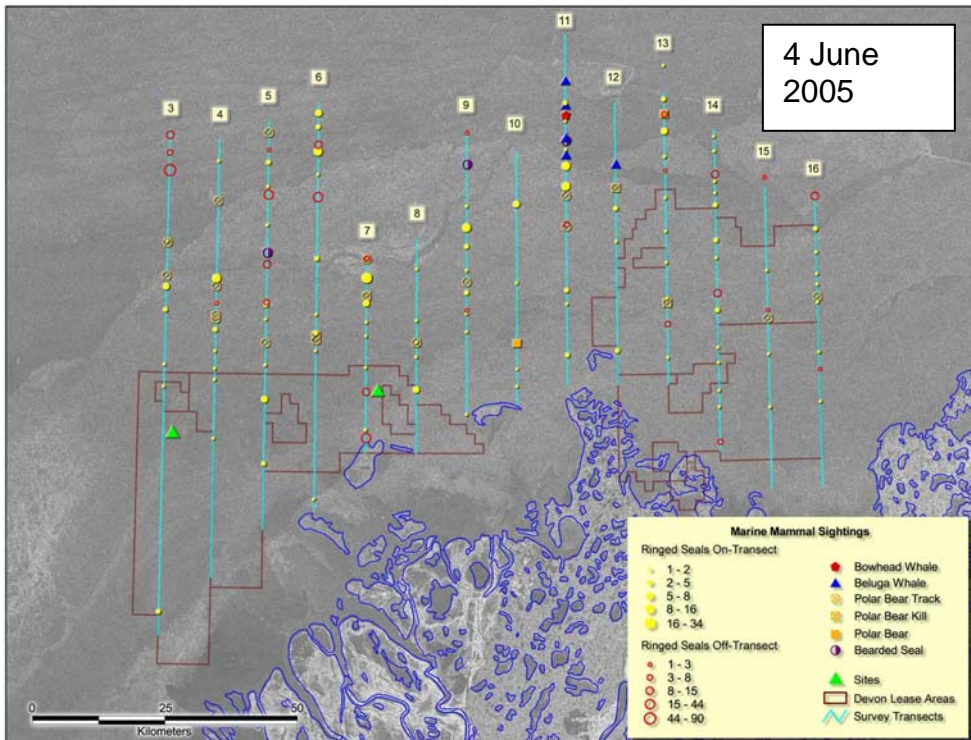 4 June
2005
3
4
5
6
7
8
9
10
11
12
13
14
15
16
Marine Mammal Sightings
Ringed Seals On-Transect
1 - 2
2 - 5
5 - 8
8 - 16
16 - 34
Ringed Seals Off-Transect
1 - 3
3 - 8
8 - 15
15 - 44
44 - 90
Bowhead Whale
Beluga Whale
Polar Bear Track
Polar Bear Kill
Polar Bear
Bearded Seal
Sites
Devon Lease Areas
Survey Transects
0 25 50
Kilometers